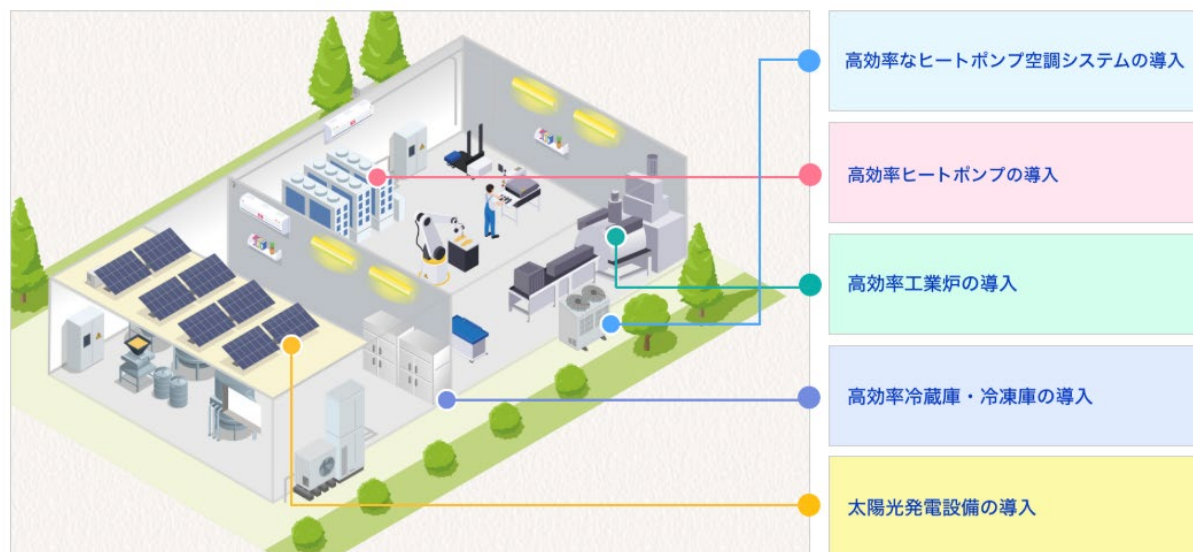 高効率なヒートポンプ空調システムの導入
高効率ヒートポンプの導入
高効率工業炉の導入
高効率冷蔵庫・冷凍庫の導入
太陽光発電設備の導入